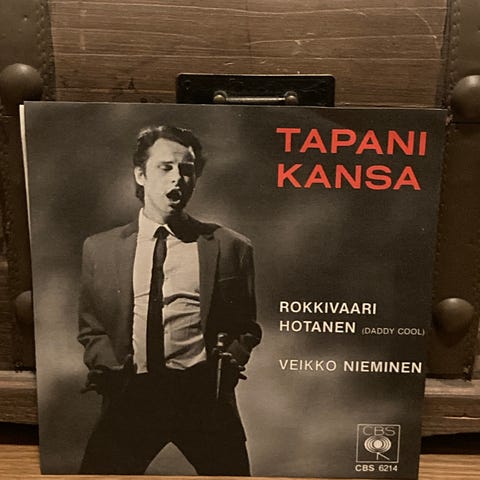 TAPANI
KANSA
ROKKIVAARI
HOTANEN (DADDY COOL)
VEIKKO NIEMINEN
CBS
CBS 6214